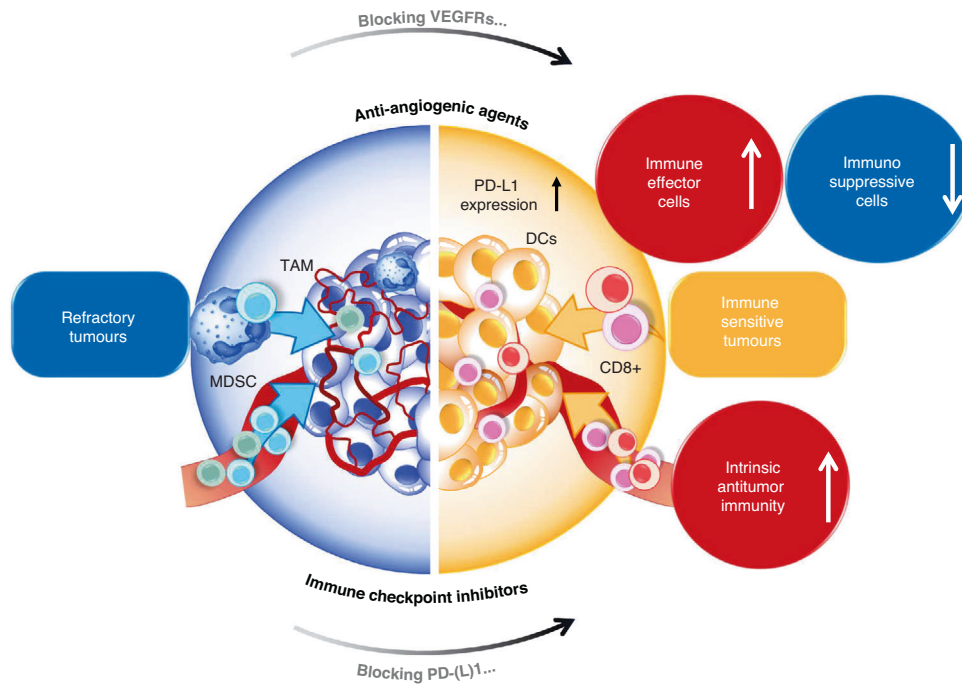 Blocking VEGFRs...
Anti-angiogenic agents
Immune
effector
cells
Immuno
suppressive
cells
PD-L1
expression
DCs
TAM
Refractory
tumours
Immune
sensitive
tumours
MDSC
CD8+
Intrinsic
antitumor
immunity
Immune checkpoint inhibitors
Blocking PD-(L)1...